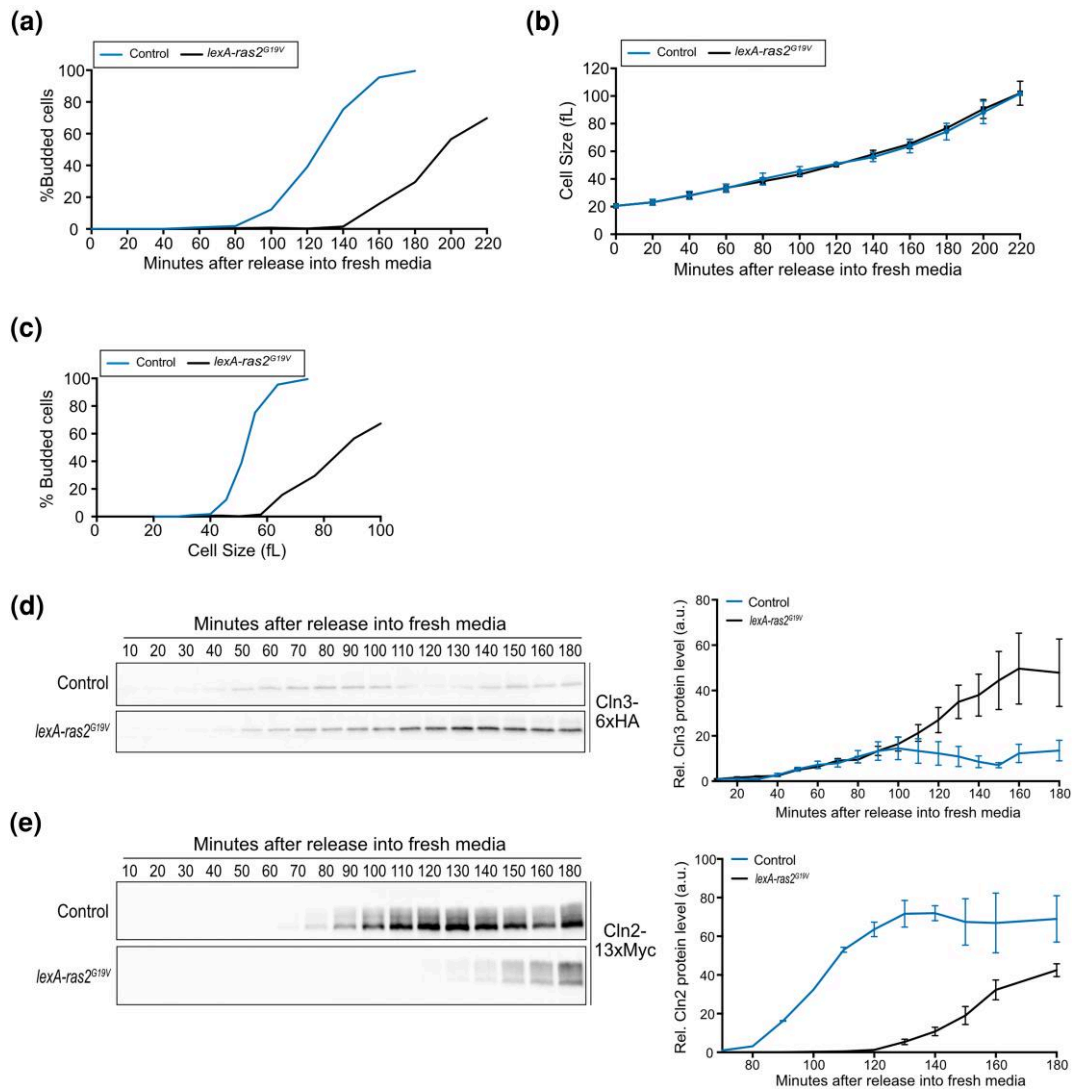 (a)
Control lexA-ras2G19V
%Budded cells
100
80
60
40
20
0
0 20 40 60 80 100 120 140 160 180 200 220
Minutes after release into fresh media
(b)
Control lexA-ras2G19V
Cell Size (fL)
120
100
80
60
40
20
0
0 20 40 60 80 100 120 140 160 180 200 220
Minutes after release into fresh media
(c)
Control lexA-ras2G19V
% Budded cells
100
80
60
40
20
0
0 20 40 60 80 100
Cell Size (fL)
(d)
Minutes after release into fresh media
10 20 30 40 50 60 70 80 90 100 110 120 130 140 150 160 180
Control
lexA-ras2G19V
Cln3-
6xHA
Control
lexA-ras2G19V
Rel. Cln3 protein level (a.u.)
80
60
40
20
0
20 40 60 80 100 120 140 160 180
Minutes after release into fresh media
(e)
Minutes after release into fresh media
10 20 30 40 50 60 70 80 90 100 110 120 130 140 150 160 180
Control
lexA-ras2G19V
Cln2-
13xMyc
Control
lexA-ras2G19V
Rel. Cln2 protein level (a.u.)
100
80
60
40
20
0
80 100 120 140 160 180
Minutes after release into fresh media